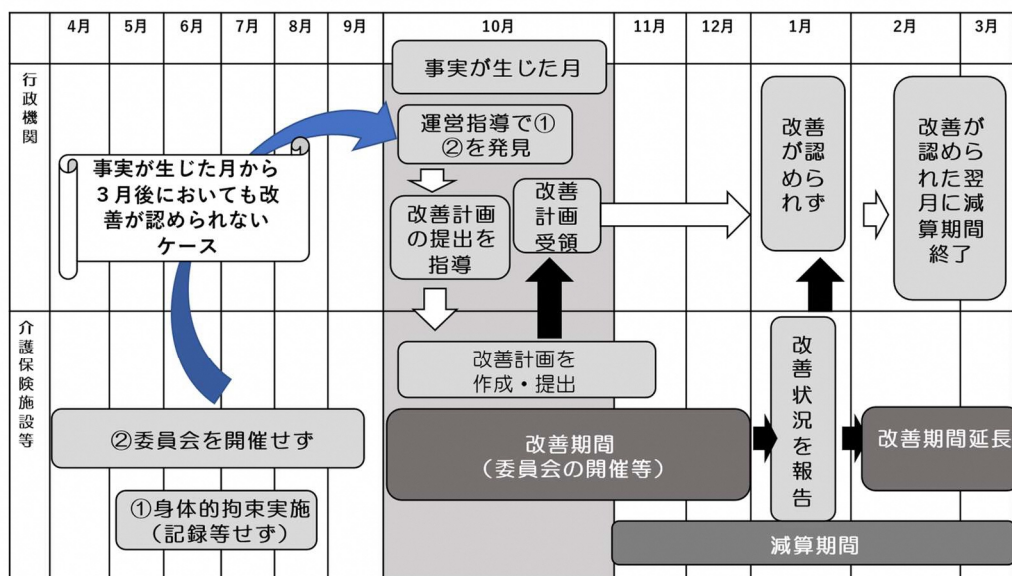 4月 5月 6月 7月 8月 9月 10月 11月 12月 1月 2月 3月
行政機関
事実が生じた月
運営指導で①
②を発見
事実が生じた月から
３月後においても改
善が認められない
ケース
改善計画
の提出を
指導
改善
計画
受領
改善
が認
めら
れず
改善が
認めら
れた翌
月に減
算期間
終了
介護保険施設等
改善計画を
作成・提出
②委員会を開催せず
改善期間
（委員会の開催等）
改善状況を報告
改善期間延長
①身体的拘束実施
（記録等せず）
減算期間